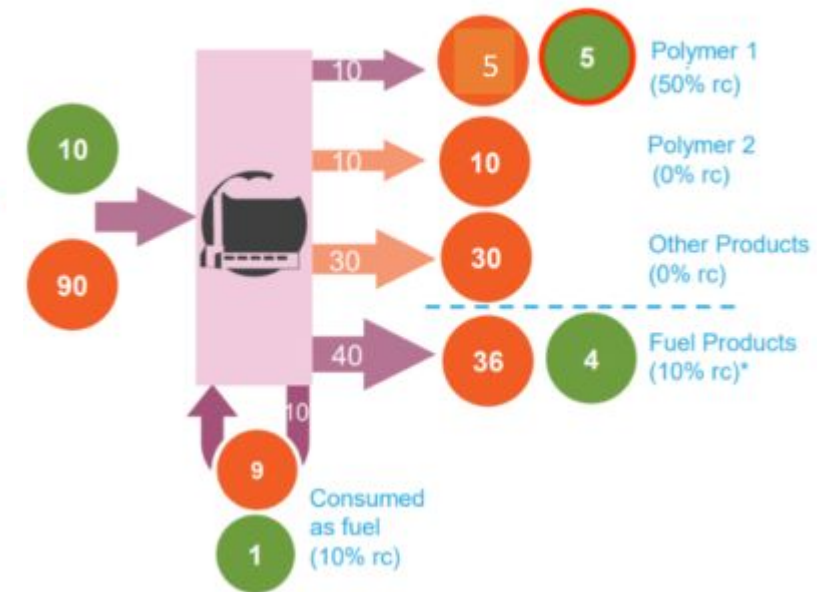 10
90
10
5
5
Polymer 1
(50% rc)
10
10
Polymer 2
(0% rc)
30
30
Other Products
(0% rc)
40
36
4
Fuel Products
(10% rc)*
10
9
1
Consumed
as fuel
(10% rc)